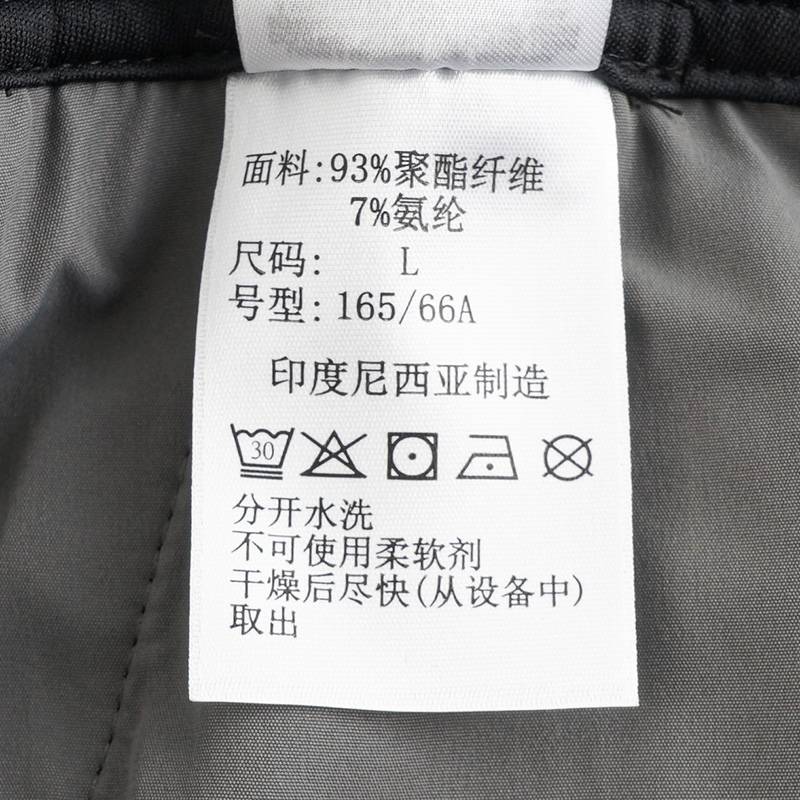 面料:93%聚酯纤维
7%氨纶
尺码: L
号型: 165/66A
印度尼西亚制造
30
分开水洗
不可使用柔软剂
干燥后尽快(从设备中)
取出